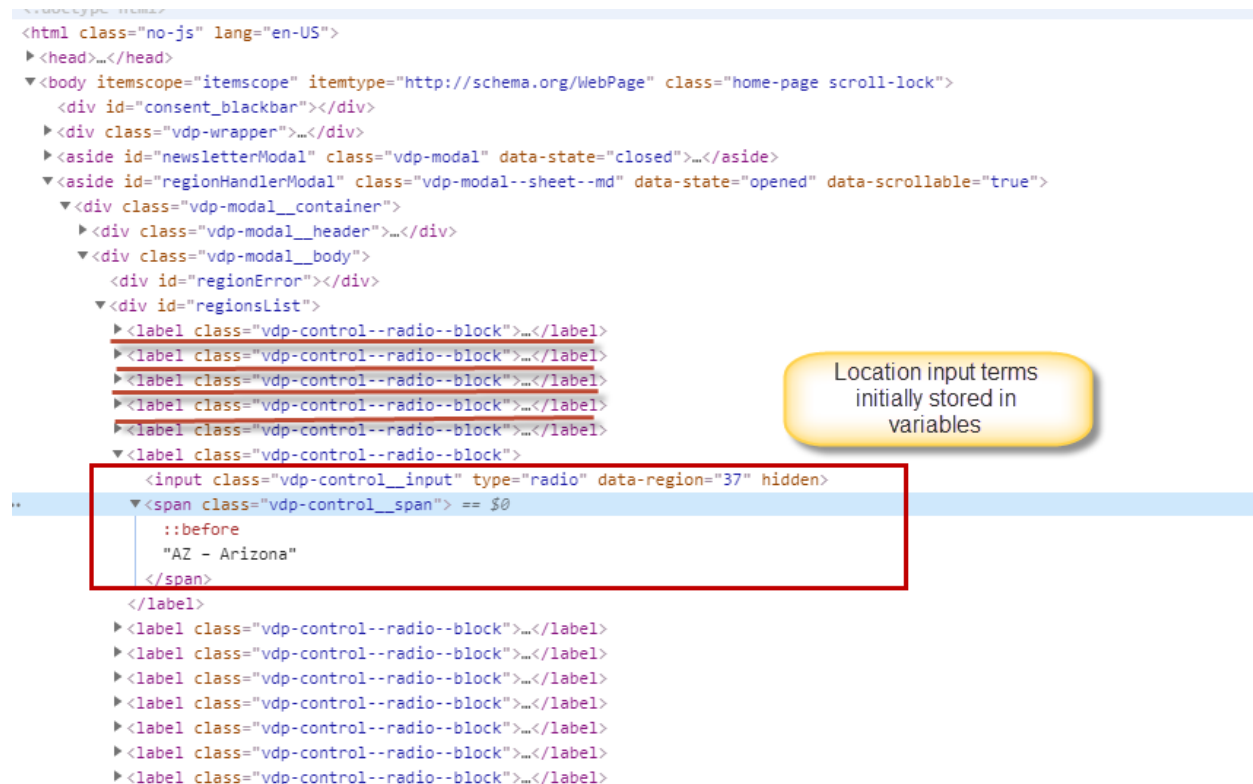 <!doctype html>
<html class="no-js" lang="en-US">
<head>…</head>
<body itemscope="itemscope" itemtype="http://schema.org/WebPage" class="home-page scroll-lock">
<div id="consent_blackbar"></div>
<div class="vdp-wrapper">…</div>
<aside id="newsletterModal" class="vdp-modal" data-state="closed">…</aside>
<aside id="regionHandlerModal" class="vdp-modal--sheet--md" data-state="opened" data-scrollable="true">
<div class="vdp-modal__container">
<div class="vdp-modal__header">…</div>
<div class="vdp-modal__body">
<div id="regionError"></div>
<div id="regionsList">
<label class="vdp-control--radio--block">…</label>
<label class="vdp-control--radio--block">…</label>
<label class="vdp-control--radio--block">…</label>
<label class="vdp-control--radio--block">…</label>
<label class="vdp-control--radio--block">…</label>
<label class="vdp-control--radio--block">
Location input terms
initially stored in
variables
<input class="vdp-control__input" type="radio" data-region="37" hidden>
<span class="vdp-control__span"> == $0
::before
"AZ – Arizona"
</span>
</label>
<label class="vdp-control--radio--block">…</label>
<label class="vdp-control--radio--block">…</label>
<label class="vdp-control--radio--block">…</label>
<label class="vdp-control--radio--block">…</label>
<label class="vdp-control--radio--block">…</label>
<label class="vdp-control--radio--block">…</label>
<label class="vdp-control--radio--block">…</label>